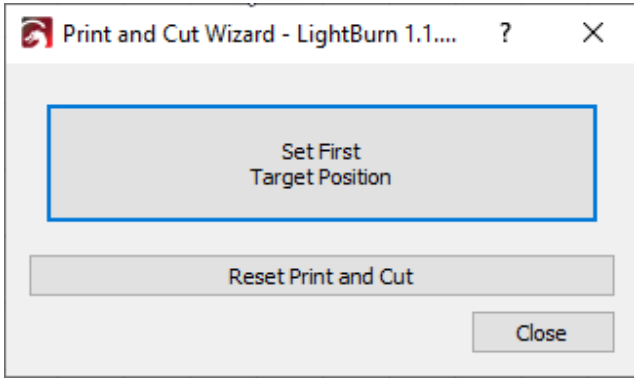 Print and Cut Wizard - LightBurn 1.1....
?
Set First
Target Position
Reset Print and Cut
Close